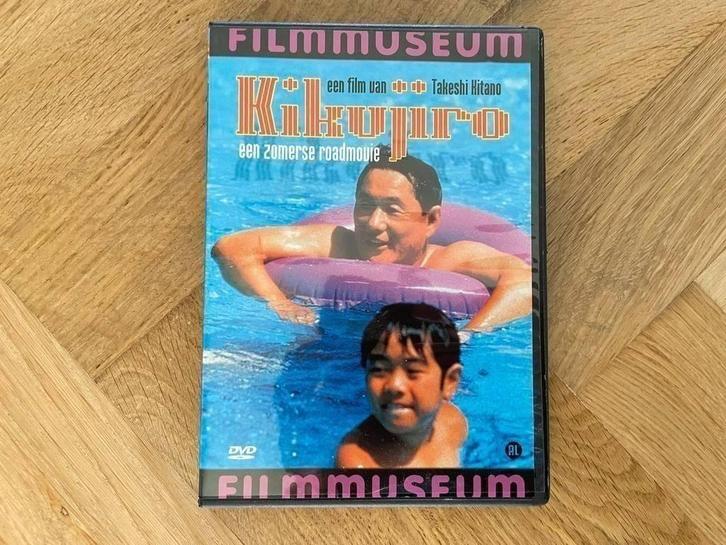 FILMMUSEUM
een film van Takeshi Kitano
Kikujiro
een zomerse roadmovie
DVD
AL
FILMMUSEUM